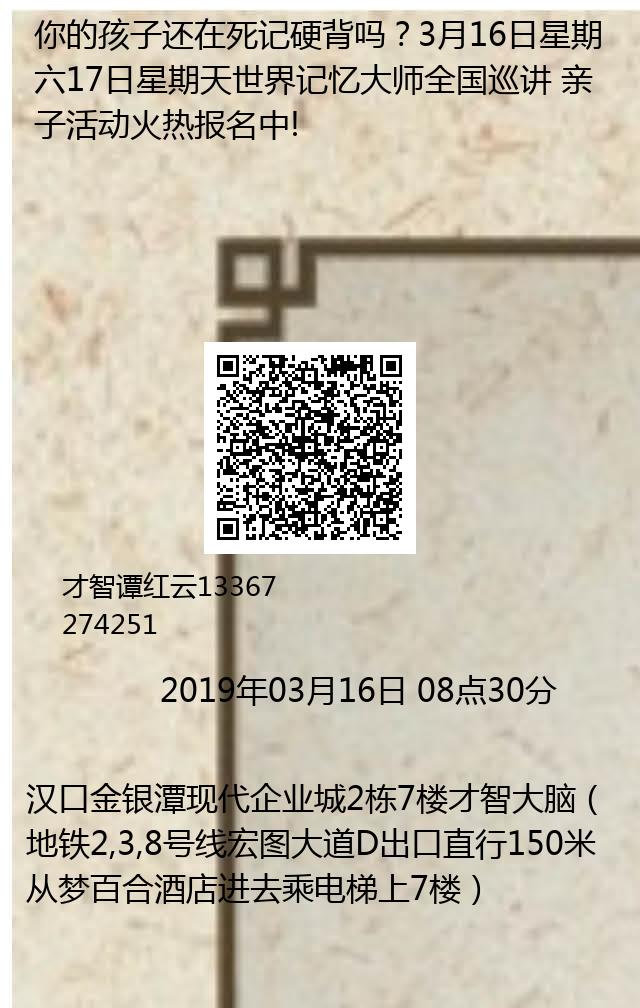 你的孩子还在死记硬背吗？3月16日星期
六17日星期天世界记忆大师全国巡讲 亲
子活动火热报名中!
才智谭红云13367
274251
2019年03月16日 08点30分
汉口金银潭现代企业城2栋7楼才智大脑（
地铁2,3,8号线宏图大道D出口直行150米
从梦百合酒店进去乘电梯上7楼）